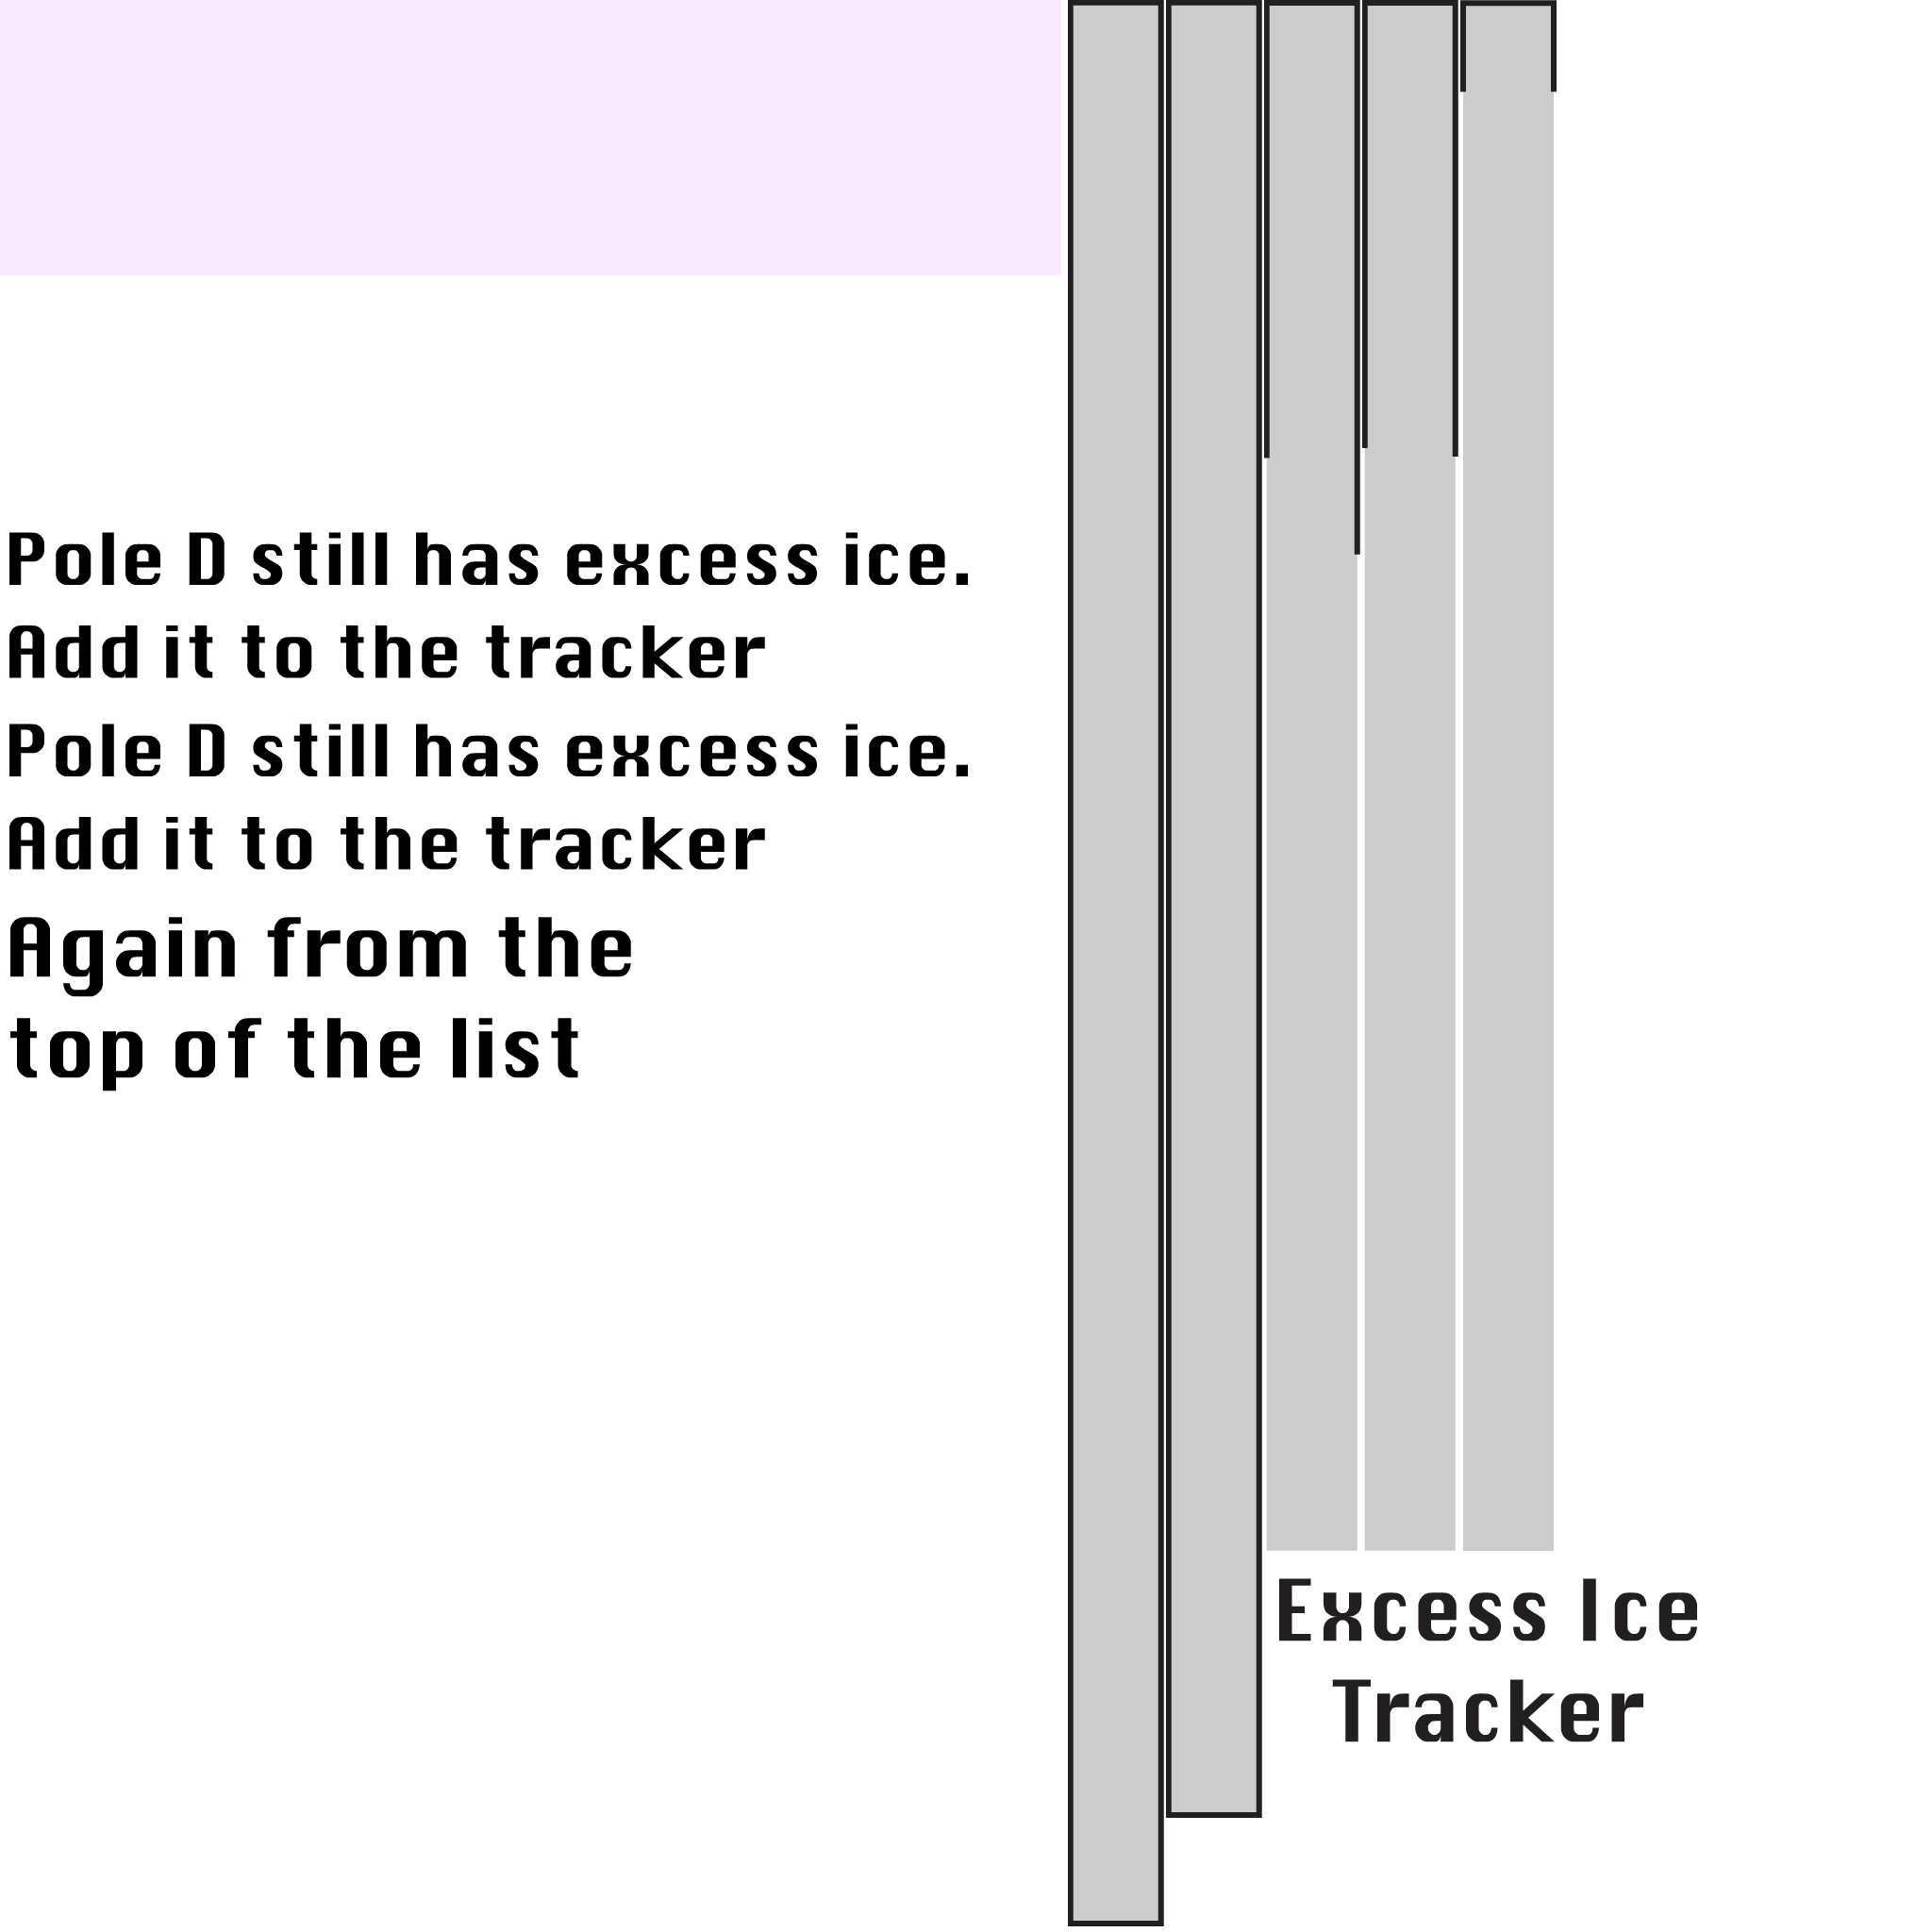 Pole D still has excess ice.
Add it to the tracker
Pole D still has excess ice.
Add it to the tracker
Again from the
top of the list
Excess Ice
Tracker